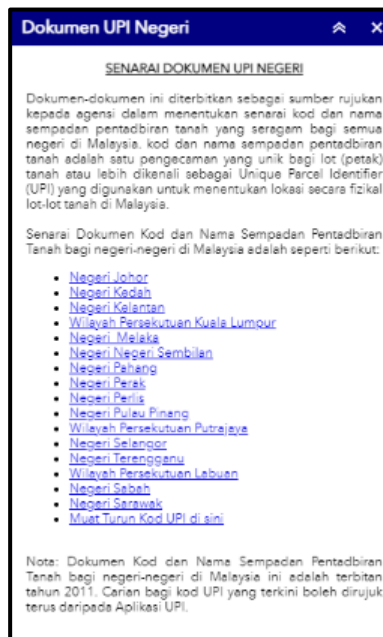 Dokumen UPI Negeri
SENARAI DOKUMEN UPI NEGERI
Dokumen-dokumen ini diterbitkan sebagai sumber rujukan
kepada agensi dalam menentukan senarai kod dan nama
sempadan pentadbiran tanah yang seragam bagi semua
negeri di Malaysia. kod dan nama sempadan pentadbiran
tanah adalah satu pengecaman yang unik bagi lot (petak)
tanah atau lebih dikenali sebagai Unique Parcel Identifier
(UPI) yang digunakan untuk menentukan lokasi secara fizikal
lot-lot tanah di Malaysia.
Senarai Dokumen Kod dan Nama Sempadan Pentadbiran
Tanah bagi negeri-negeri di Malaysia adalah seperti berikut:
• Negeri Johor
• Negeri Kedah
• Negeri Kelantan
• Wilayah Persekutuan Kuala Lumpur
• Negeri Melaka
• Negeri Negeri Sembilan
• Negeri Pahang
• Negeri Perak
• Negeri Perlis
• Negeri Pulau Pinang
• Wilayah Persekutuan Putrajaya
• Negeri Selangor
• Negeri Terengganu
• Wilayah Persekutuan Labuan
• Negeri Sabah
• Negeri Sarawak
• Muat Turun Kod UPI di sini
Nota: Dokumen Kod dan Nama Sempadan Pentadbiran
Tanah bagi negeri-negeri di Malaysia ini adalah terbitan
tahun 2011. Carian bagi kod UPI yang terkini boleh dirujuk
terus daripada Aplikasi UPI.